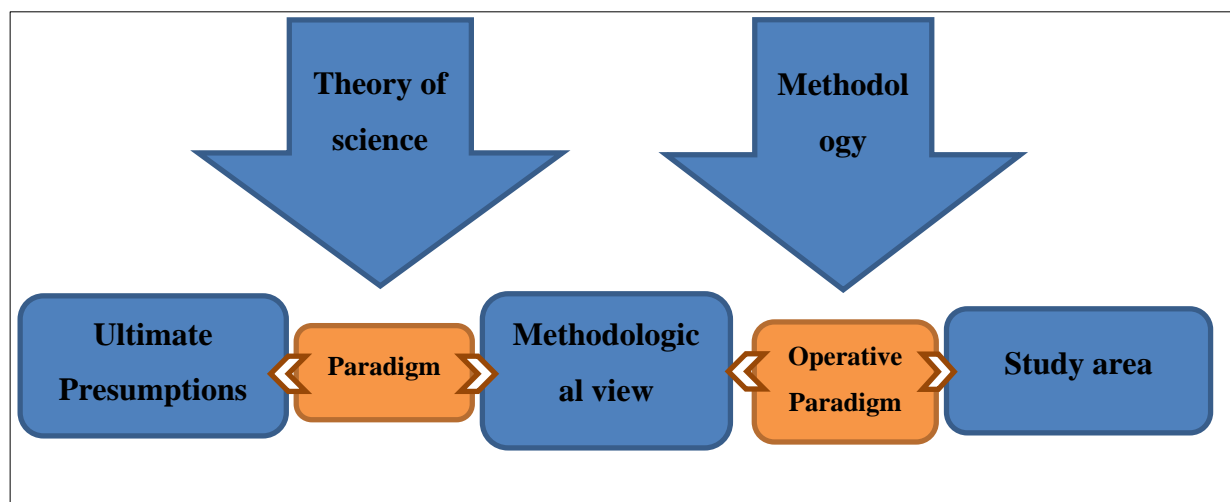 Theory of
science
Methodol
ogy
Ultimate
Presumptions
Paradigm
Methodologic
al view
Operative
Paradigm
Study area